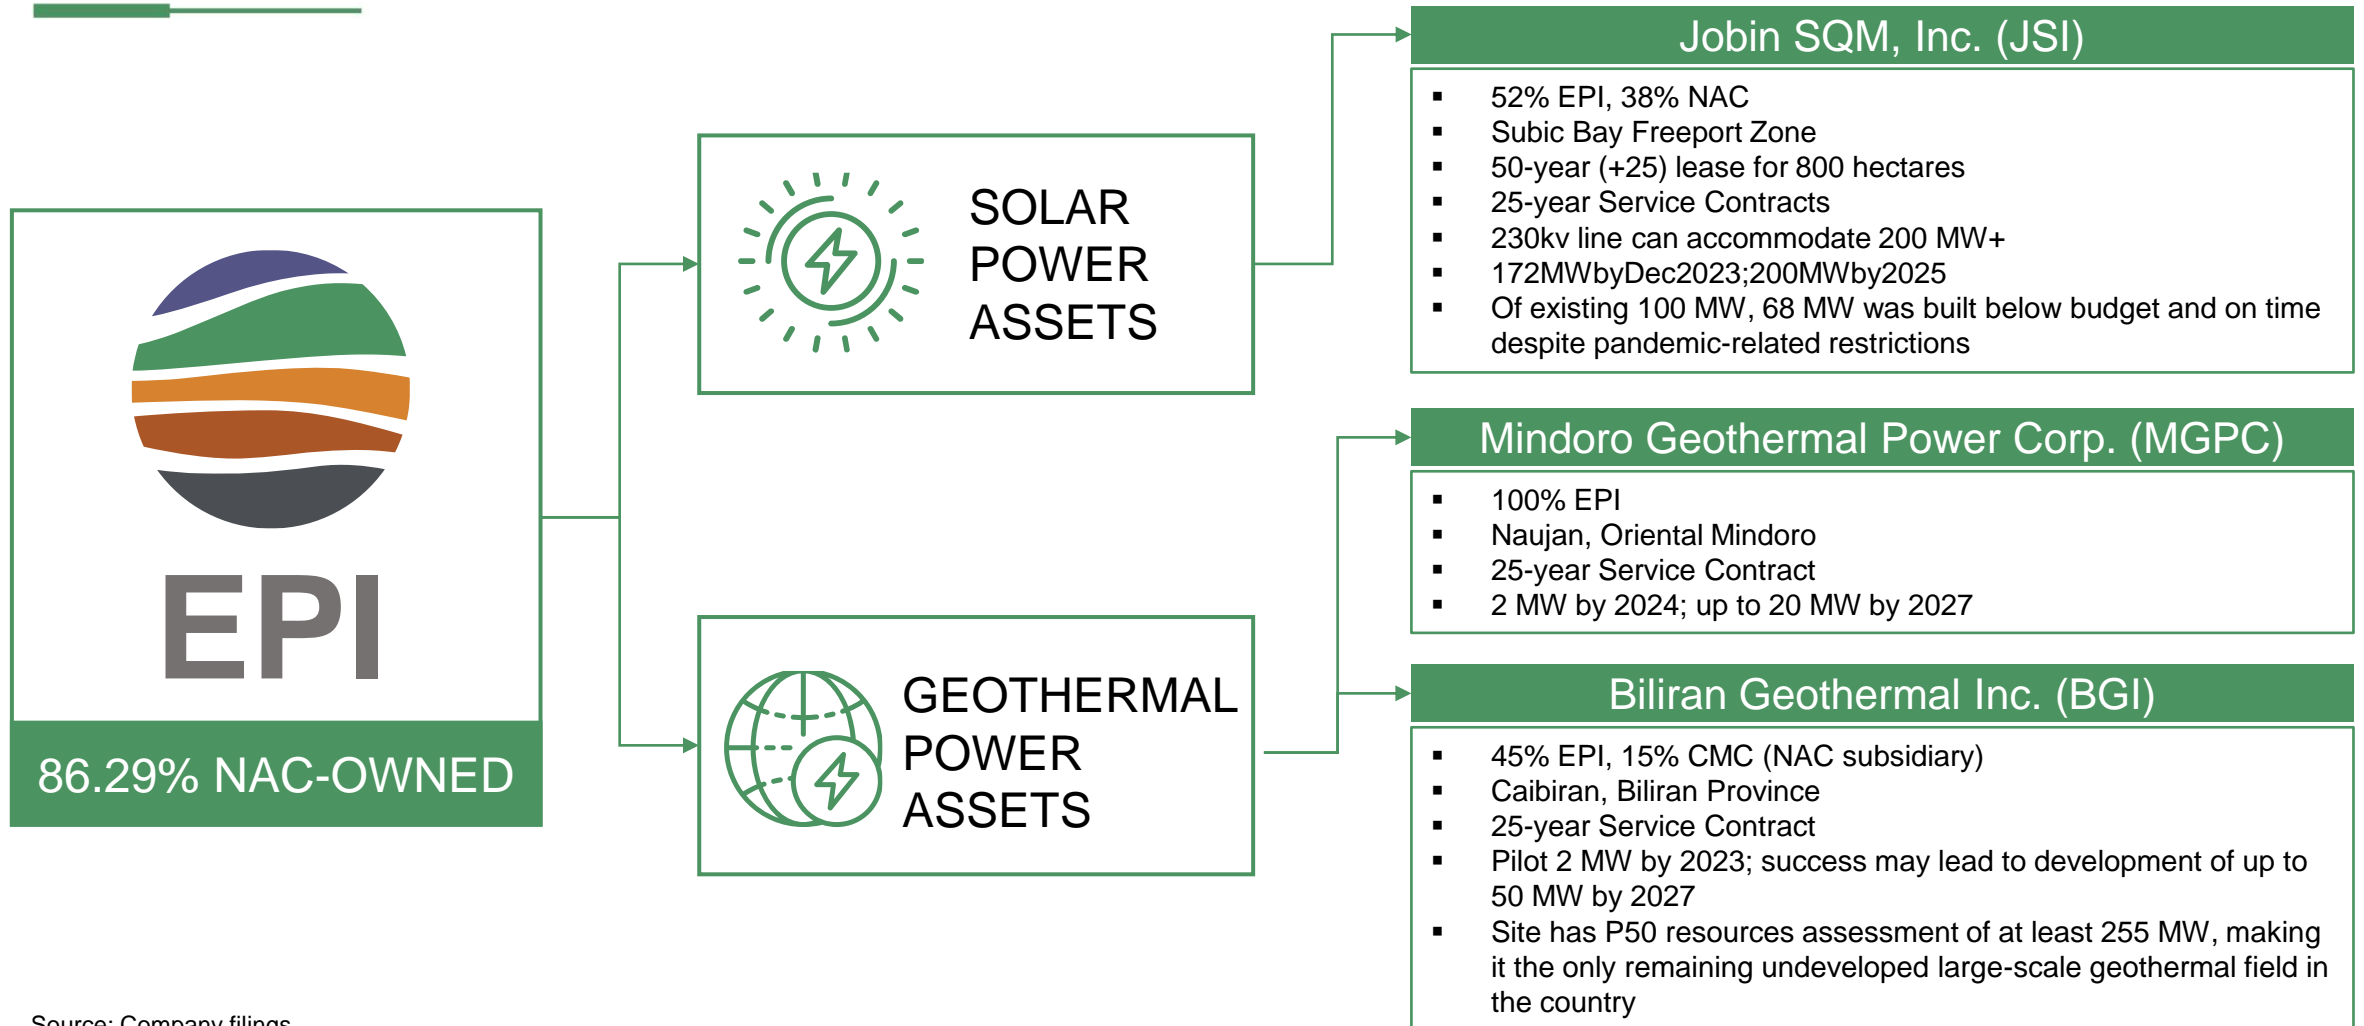 EPI
86.29% NAC-OWNED
SOLAR
POWER
ASSETS
GEOTHERMAL
POWER
ASSETS
Jobin SQM, Inc. (JSI)
▪ 52% EPI, 38% NAC
▪ Subic Bay Freeport Zone
▪ 50-year (+25) lease for 800 hectares
▪ 25-year Service Contracts
▪ 230kv line can accommodate 200 MW+
▪ 172MWbyDec2023;200MWby2025
▪ Of existing 100 MW, 68 MW was built below budget and on time
despite pandemic-related restrictions
Mindoro Geothermal Power Corp. (MGPC)
▪ 100% EPI
▪ Naujan, Oriental Mindoro
▪ 25-year Service Contract
▪ 2 MW by 2024; up to 20 MW by 2027
Biliran Geothermal Inc. (BGI)
▪ 45% EPI, 15% CMC (NAC subsidiary)
▪ Caibiran, Biliran Province
▪ 25-year Service Contract
▪ Pilot 2 MW by 2023; success may lead to development of up to
50 MW by 2027
▪ Site has P50 resources assessment of at least 255 MW, making
it the only remaining undeveloped large-scale geothermal field in
the country
Source: Company filings